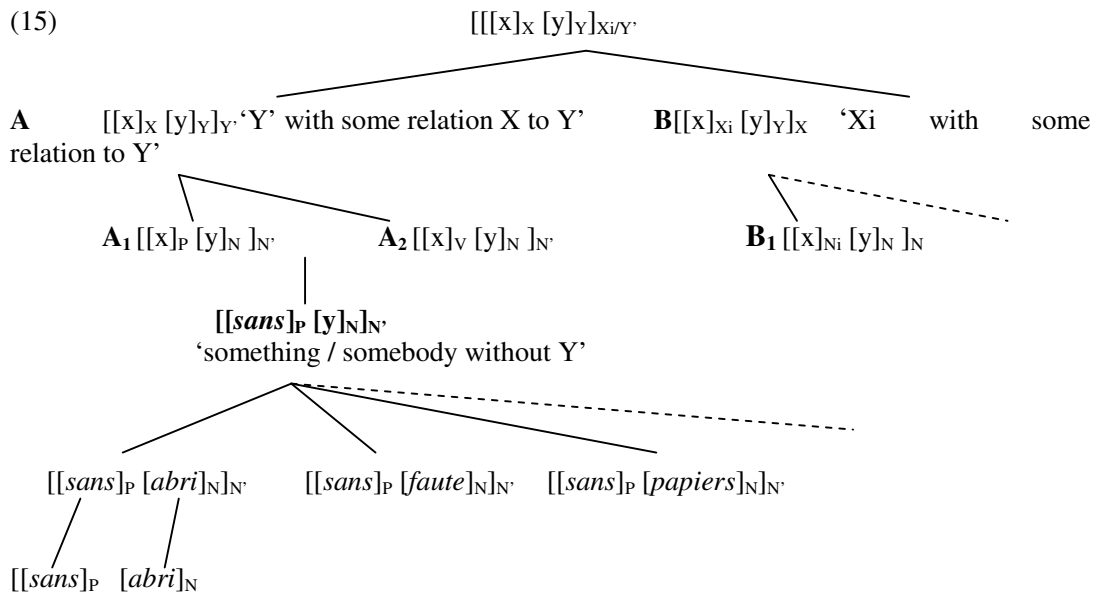 (15) [[[x]X [y]Y]Xi/Y'
A [[x]X [y]Y]Y' ‘Y’ with some relation X to Y’ B[[x]Xi [y]Y]X ‘Xi with some
relation to Y’
A1 [[x]P [y]N ]N' A2 [[x]V [y]N ]N' B1 [[x]Ni [y]N ]N
[[sans]P [y]N]N'
‘something / somebody without Y’
[[sans]P [abri]N]N' [[sans]P [faute]N]N' [[sans]P [papiers]N]N'
[[sans]P [abri]N